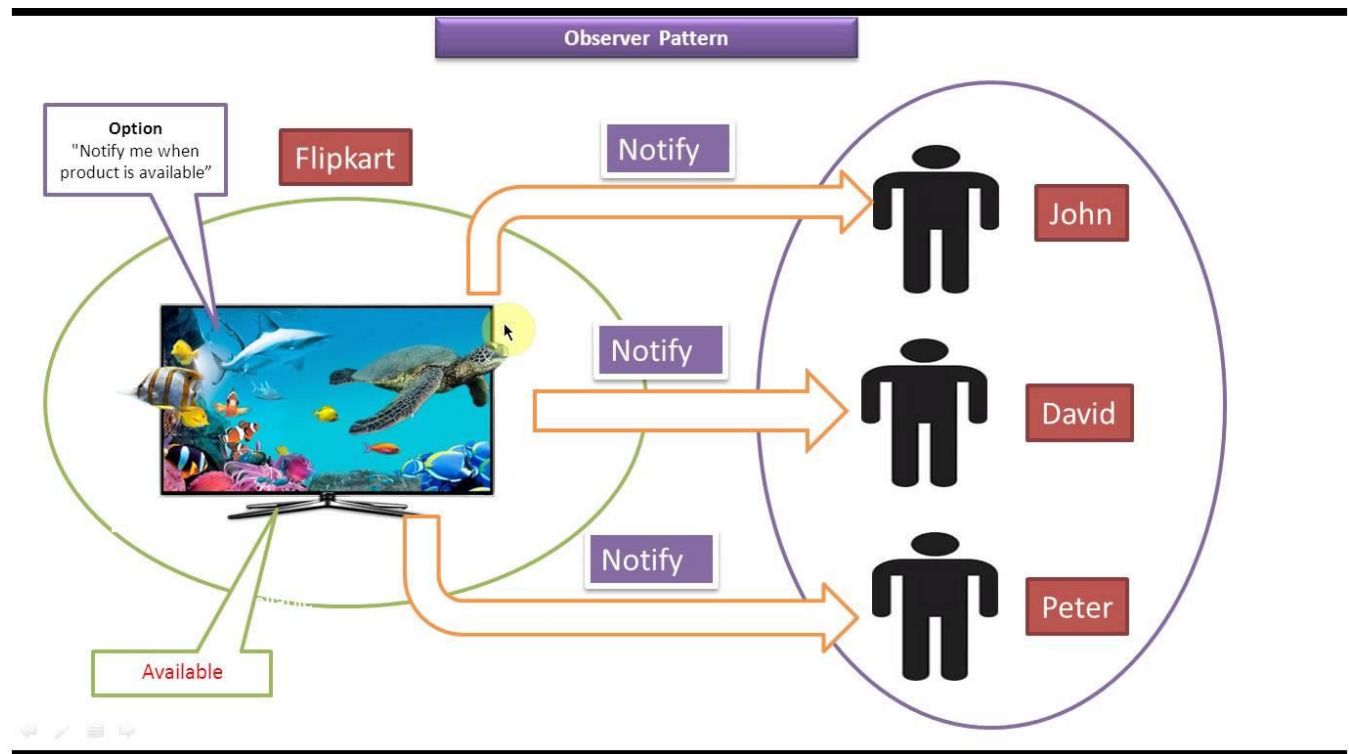 Observer Pattern
Option
"Notify me when
product is available”
Flipkart
Notify
John
Notify
David
Notify
Peter
Available